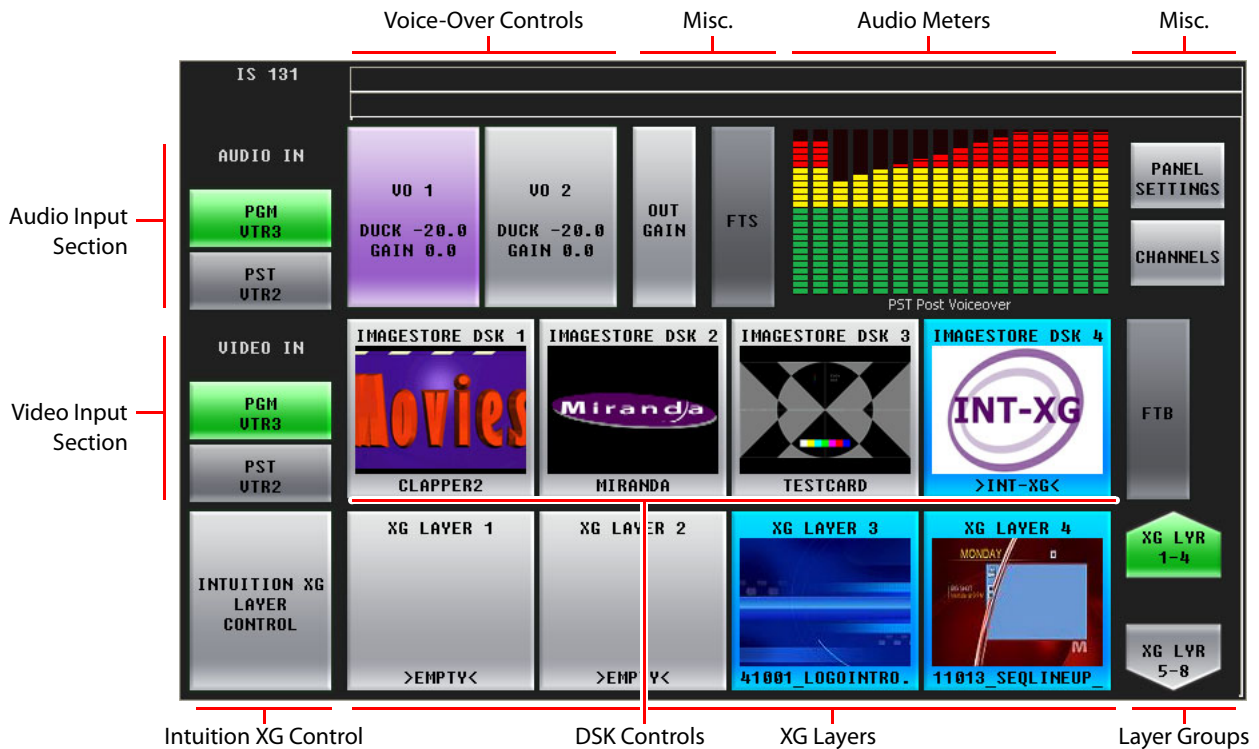 Voice-Over Controls
Misc.
Audio Meters
Misc.
IS 131
AUDIO IN
Audio Input
Section
PGM
VTR3
PST
VTR2
VO 1
DUCK -20.0
GAIN 0.0
VO 2
DUCK -20.0
GAIN 0.0
OUT
GAIN
FTS
PST Post Voiceover
PANEL
SETTINGS
CHANNELS
VIDEO IN
Video Input
Section
PGM
VTR3
PST
VTR2
IMAGESTORE DSK 1
Movies
CLAPPER2
IMAGESTORE DSK 2
Miranda
MIRANDA
IMAGESTORE DSK 3
TESTCARD
IMAGESTORE DSK 4
INT-XG
>INT-XG<
FTB
INTUITION XG
LAYER
CONTROL
XG LAYER 1
>EMPTY<
XG LAYER 2
>EMPTY<
XG LAYER 3
41001_LOGOINTRO.
XG LAYER 4
MONDAY
M
11013_SEQLINEUP_
XG LYR
1-4
XG LYR
5-8
Intuition XG Control
DSK Controls
XG Layers
Layer Groups